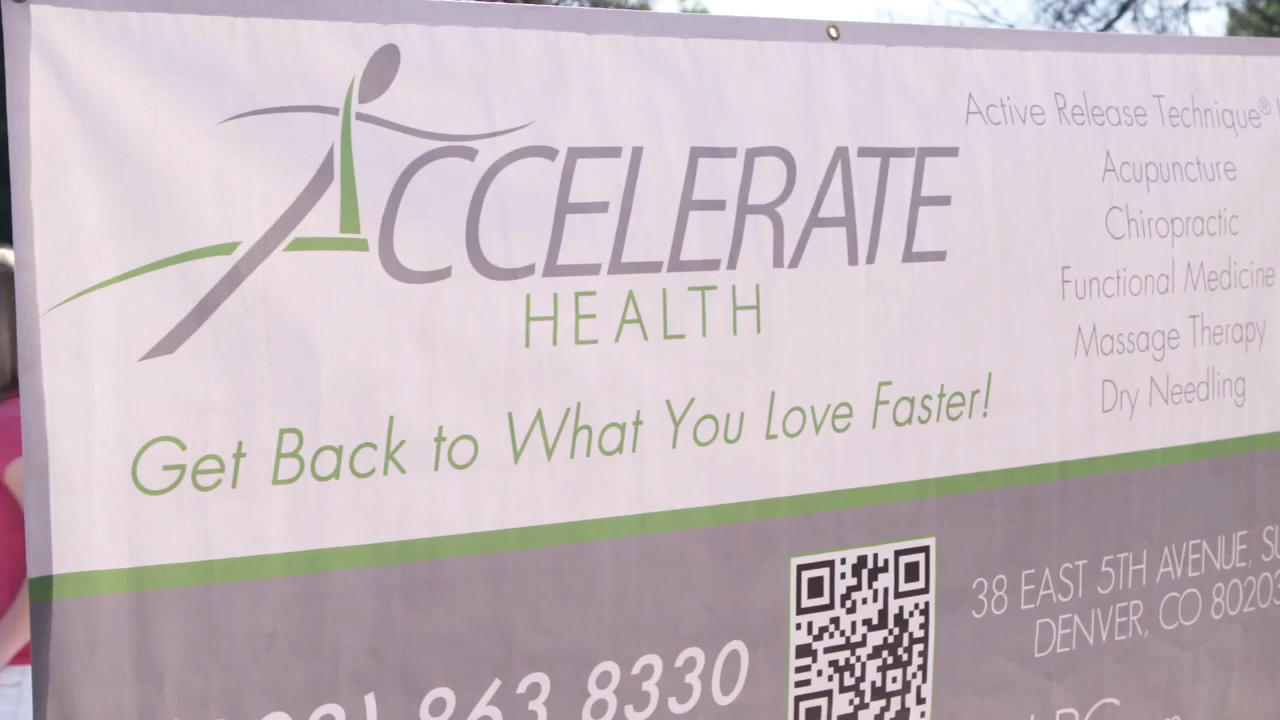 ACCELERATE
HEALTH
Get Back to What You Love Faster!
Active Release Technique®
Acupuncture
Chiropractic
Functional Medicine
Massage Therapy
Dry Needling
863 8330
38 EAST 5TH AVENUE,
DENVER, CO 80203